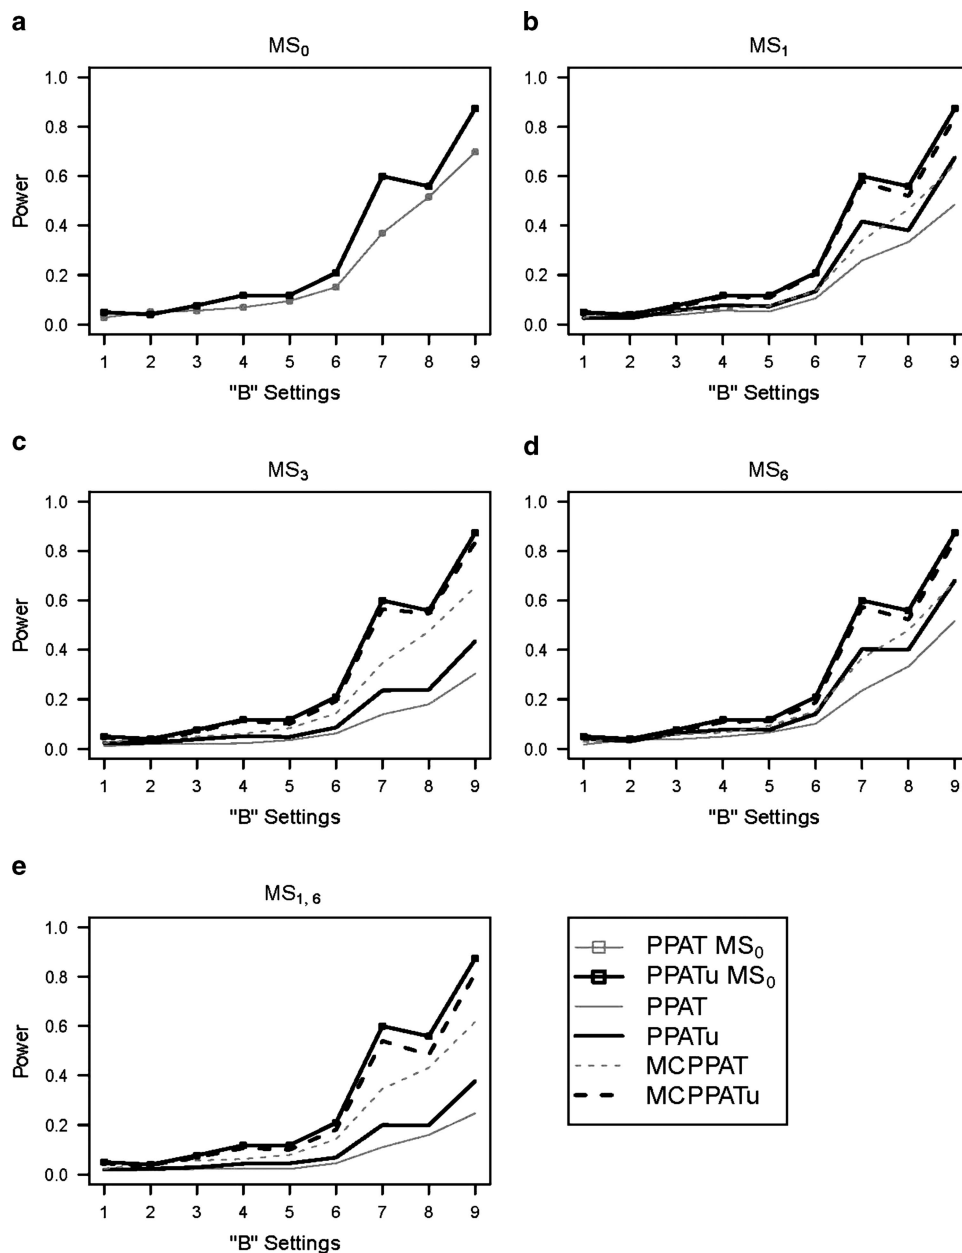 a
MS₀
1.0
0.8
0.6
0.4
0.2
0.0
Power
1 2 3 4 5 6 7 8 9
"B" Settings
b
MS₁
1.0
0.8
0.6
0.4
0.2
0.0
1 2 3 4 5 6 7 8 9
"B" Settings
c
MS₃
1.0
0.8
0.6
0.4
0.2
0.0
Power
1 2 3 4 5 6 7 8 9
"B" Settings
d
MS₆
1.0
0.8
0.6
0.4
0.2
0.0
1 2 3 4 5 6 7 8 9
"B" Settings
e
MS₁, ₆
1.0
0.8
0.6
0.4
0.2
0.0
Power
1 2 3 4 5 6 7 8 9
"B" Settings
PPAT MS₀
PPATu MS₀
PPAT
PPATu
MCPPAT
MCPPATu